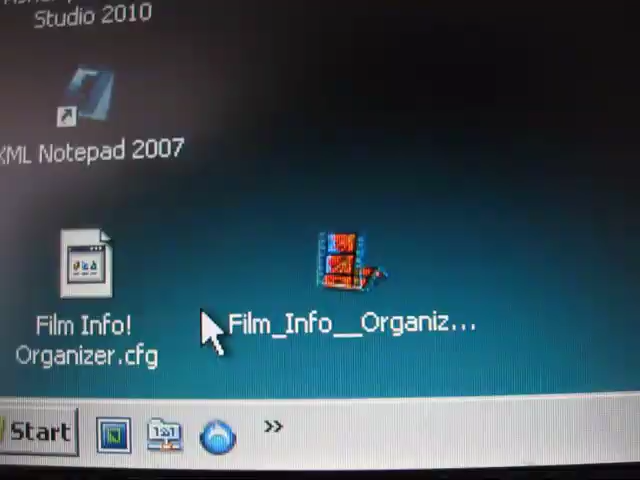 Studio 2010
XML Notepad 2007
Film Info!
Organizer.cfg
Film_Info__Organiz...
Start
»